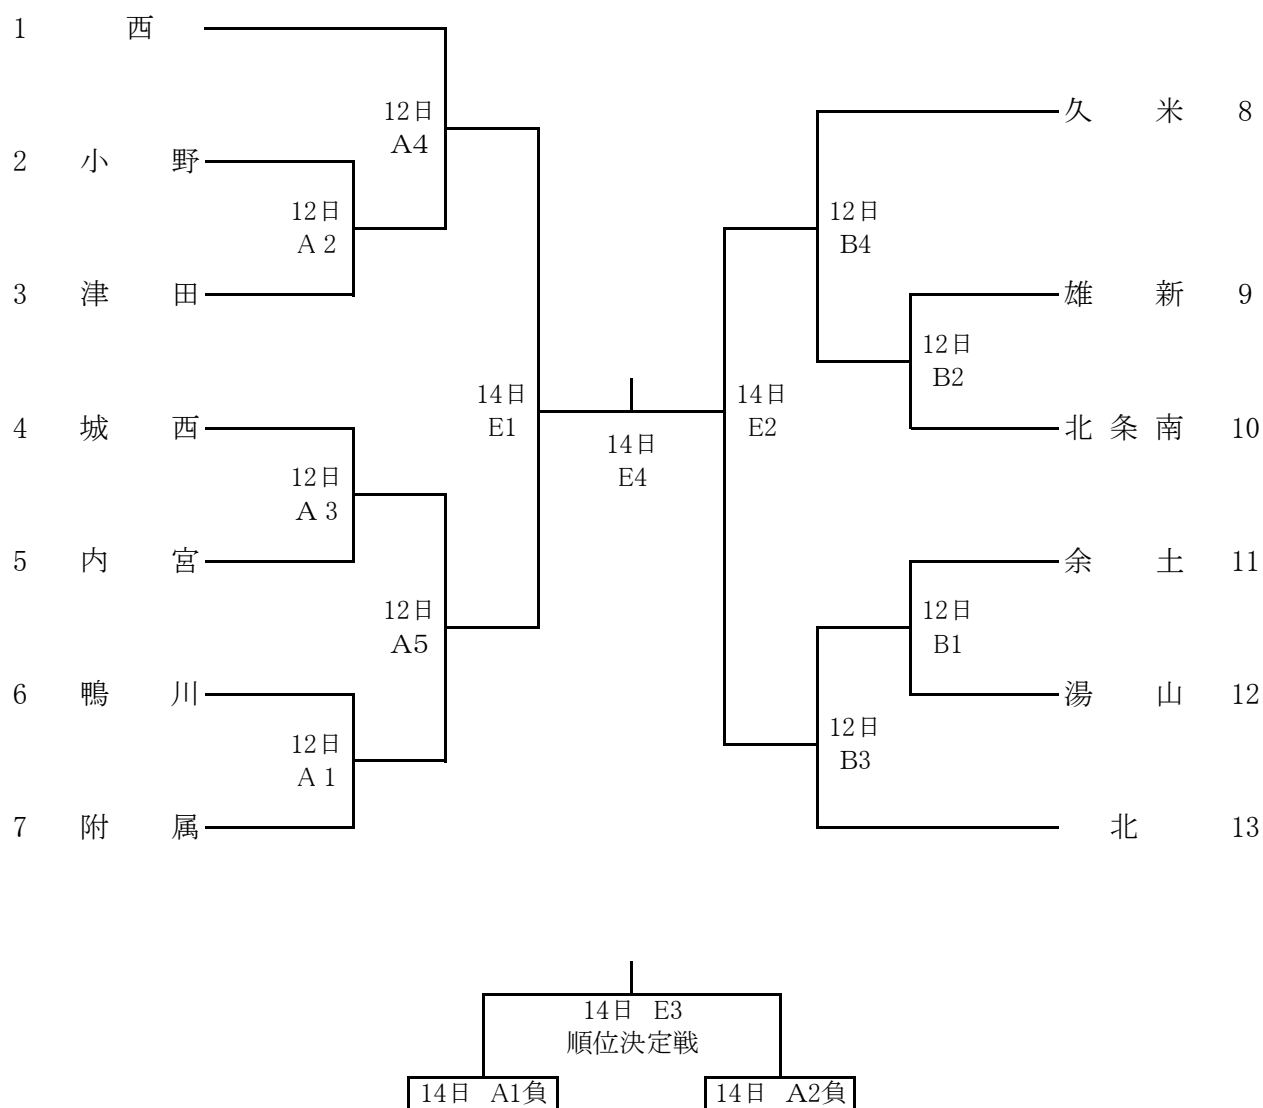 1 西
12日
A4
2 小野
12日
A 2
3 津田
14日
E1
4 城西
12日
A 3
5 内宮
12日
A5
6 鴨川
12日
A 1
7 附属
14日
E4
久米 8
12日
B4
雄新 9
12日
B2
14日
E2
北条南 10
余土 11
12日
B1
湯山 12
12日
B3
北 13
14日 E3
順位決定戦
14日 A1負 14日 A2負